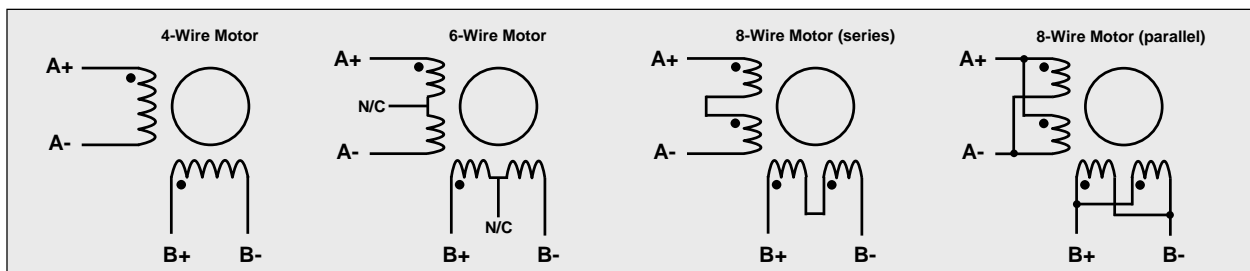 4-Wire Motor
A+
A-
B+ B-
6-Wire Motor
A+
N/C
A-
N/C
B+ B-
8-Wire Motor (series)
A+
A-
B+ B-
8-Wire Motor (parallel)
A+
A-
B+ B-